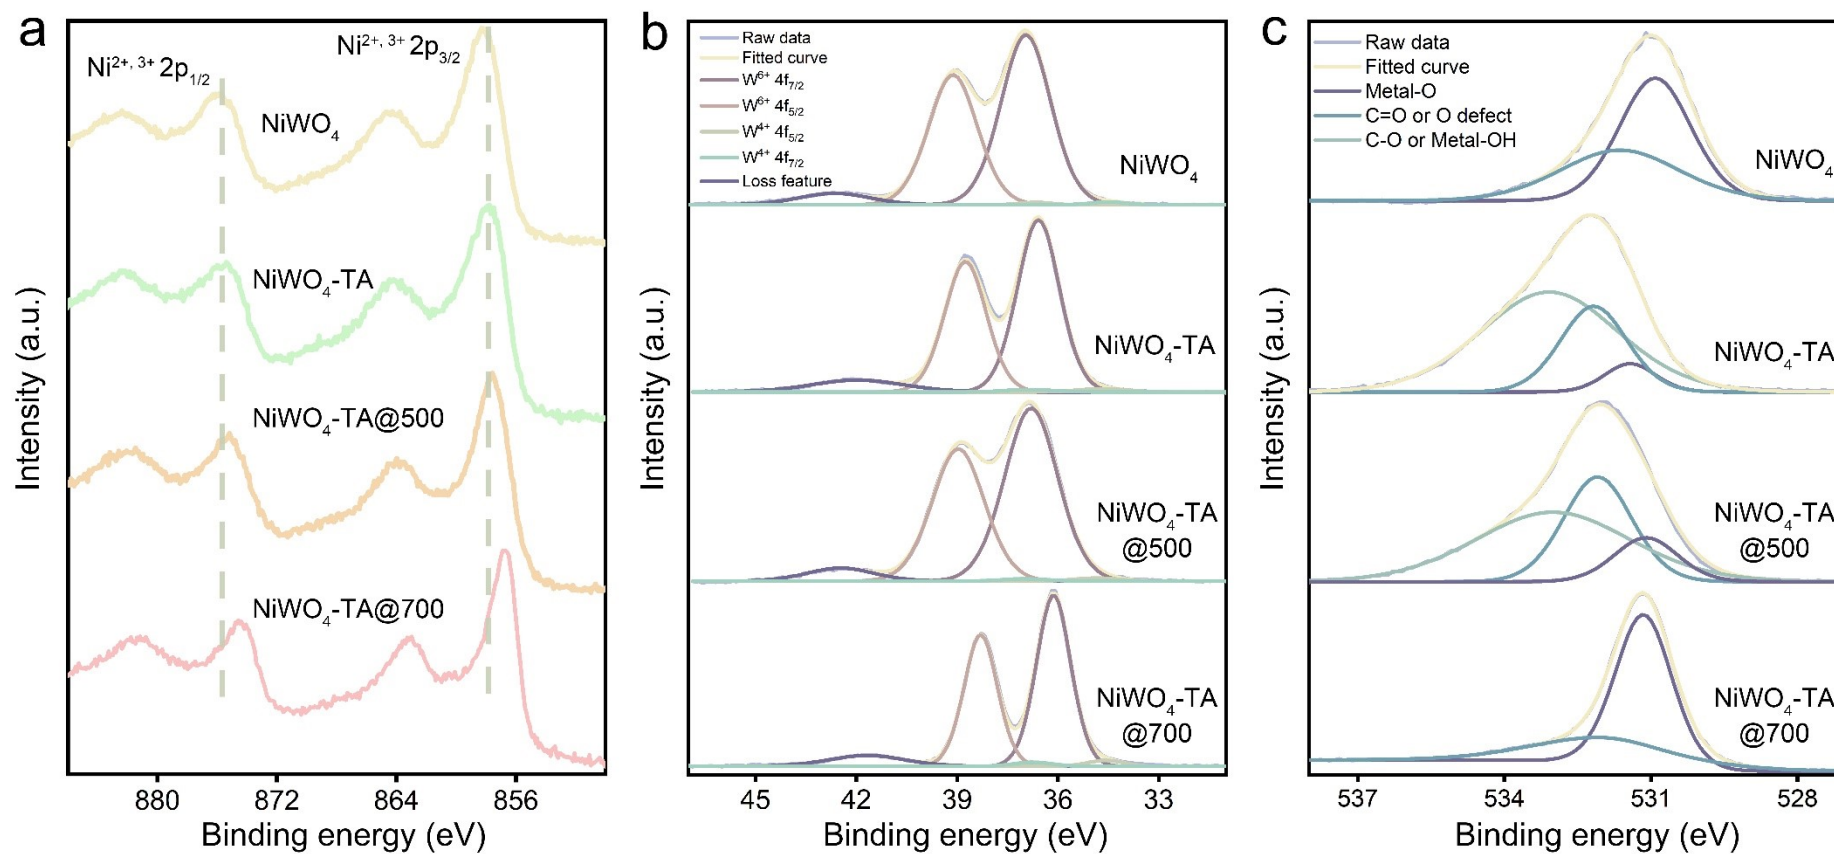 a
Ni2+, 3+ 2p1/2
Ni2+, 3+ 2p3/2
NiWO4
NiWO4-TA
NiWO4-TA@500
NiWO4-TA@700
Intensity (a.u.)
880 872 864 856
Binding energy (eV)
b
Raw data
Fitted curve
W6+ 4f7/2
W6+ 4f5/2
W4+ 4f5/2
W4+ 4f7/2
Loss feature
NiWO4
NiWO4-TA
NiWO4-TA
@500
NiWO4-TA
@700
Intensity (a.u.)
45 42 39 36 33
Binding energy (eV)
c
Raw data
Fitted curve
Metal-O
C=O or O defect
C-O or Metal-OH
NiWO4
NiWO4-TA
NiWO4-TA
@500
NiWO4-TA
@700
Intensity (a.u.)
537 534 531 528
Binding energy (eV)